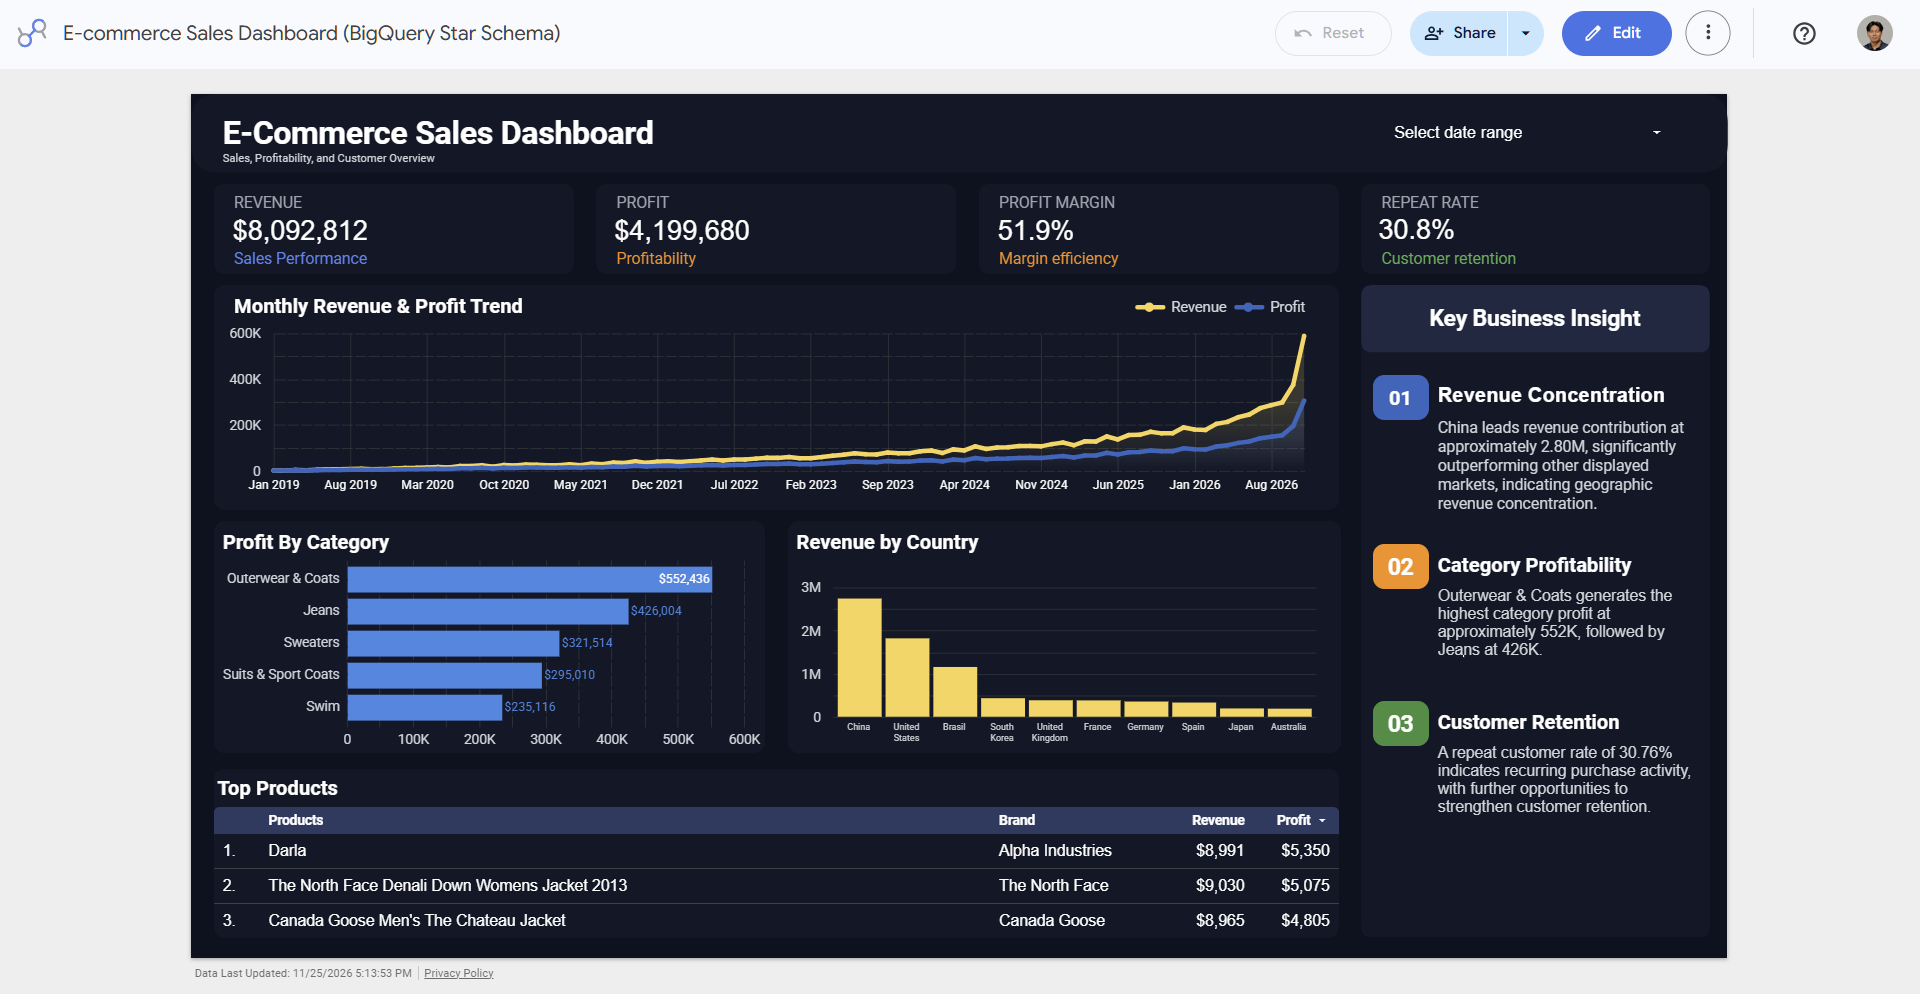 E-commerce Sales Dashboard (BigQuery Star Schema)
Reset
Share
Edit
E-Commerce Sales Dashboard
Sales, Profitability, and Customer Overview
Select date range
REVENUE
$8,092,812
Sales Performance
PROFIT
$4,199,680
Profitability
PROFIT MARGIN
51.9%
Margin efficiency
REPEAT RATE
30.8%
Customer retention
Monthly Revenue & Profit Trend
Revenue Profit
600K
400K
200K
0
Jan 2019 Aug 2019 Mar 2020 Oct 2020 May 2021 Dec 2021 Jul 2022 Feb 2023 Sep 2023 Apr 2024 Nov 2024 Jun 2025 Jan 2026 Aug 2026
Profit By Category
Outerwear & Coats $552,436
Jeans $426,004
Sweaters $321,514
Suits & Sport Coats $295,010
Swim $235,116
0 100K 200K 300K 400K 500K 600K
Revenue by Country
3M
2M
1M
0
China United States Brasil South Korea United Kingdom France Germany Spain Japan Australia
Top Products
Products Brand Revenue Profit
1. Darla Alpha Industries $8,991 $5,350
2. The North Face Denali Down Womens Jacket 2013 The North Face $9,030 $5,075
3. Canada Goose Men's The Chateau Jacket Canada Goose $8,965 $4,805
Key Business Insight
01 Revenue Concentration
China leads revenue contribution at
approximately 2.80M, significantly
outperforming other displayed
markets, indicating geographic
revenue concentration.
02 Category Profitability
Outerwear & Coats generates the
highest category profit at
approximately 552K, followed by
Jeans at 426K.
03 Customer Retention
A repeat customer rate of 30.76%
indicates recurring purchase activity,
with further opportunities to
strengthen customer retention.
Data Last Updated: 11/25/2026 5:13:53 PM
Privacy Policy